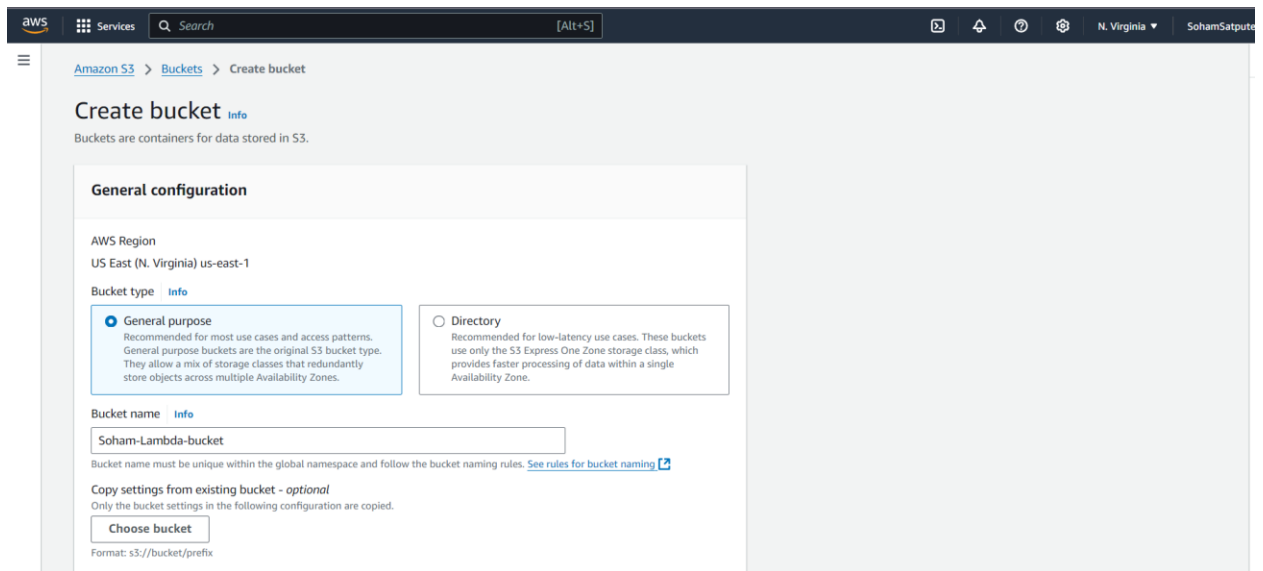 aws
Services
Search
[Alt+S]
N. Virginia ▼
SohamSatpute
Amazon S3 > Buckets > Create bucket
Create bucket Info
Buckets are containers for data stored in S3.
General configuration
AWS Region
US East (N. Virginia) us-east-1
Bucket type Info
General purpose
Recommended for most use cases and access patterns.
General purpose buckets are the original S3 bucket type.
They allow a mix of storage classes that redundantly
store objects across multiple Availability Zones.
Directory
Recommended for low-latency use cases. These buckets
use only the S3 Express One Zone storage class, which
provides faster processing of data within a single
Availability Zone.
Bucket name Info
Soham-Lambda-bucket
Bucket name must be unique within the global namespace and follow the bucket naming rules. See rules for bucket naming
Copy settings from existing bucket - optional
Only the bucket settings in the following configuration are copied.
Choose bucket
Format: s3://bucket/prefix